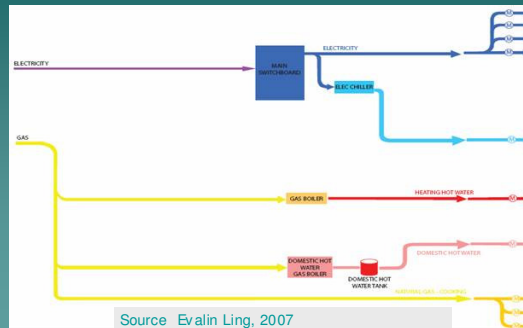 ELECTRICITY
MAIN
SWITCHBOARD
ELECTRICITY
ELEC CHILLER
GAS
GAS BOILER
HEATING HOT WATER
DOMESTIC HOT
WATER
GAS BOILER
DOMESTIC HOT
WATER TANK
DOMESTIC HOT WATER
NATURAL GAS - COOKING
M
M
M
M
M
M
M
M
M
Source Evalin Ling, 2007